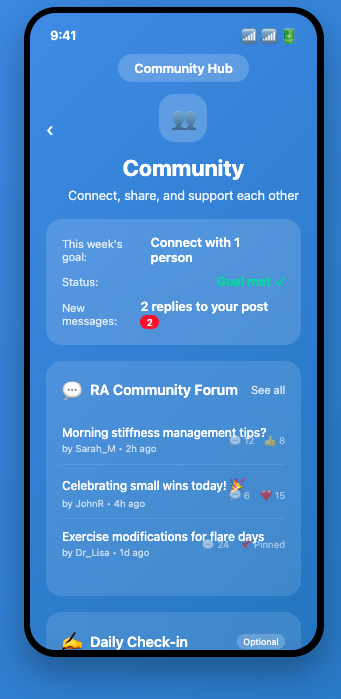 9:41
Community Hub
Community
Connect, share, and support each other
This week's goal:
Connect with 1 person
Status:
Goal met ✓
New messages:
2 replies to your post
2
RA Community Forum
See all
Morning stiffness management tips?
12
8
by Sarah_M • 2h ago
Celebrating small wins today!
6
15
by JohnR • 4h ago
Exercise modifications for flare days
24
Pinned
by Dr_Lisa • 1d ago
Daily Check-in
Optional